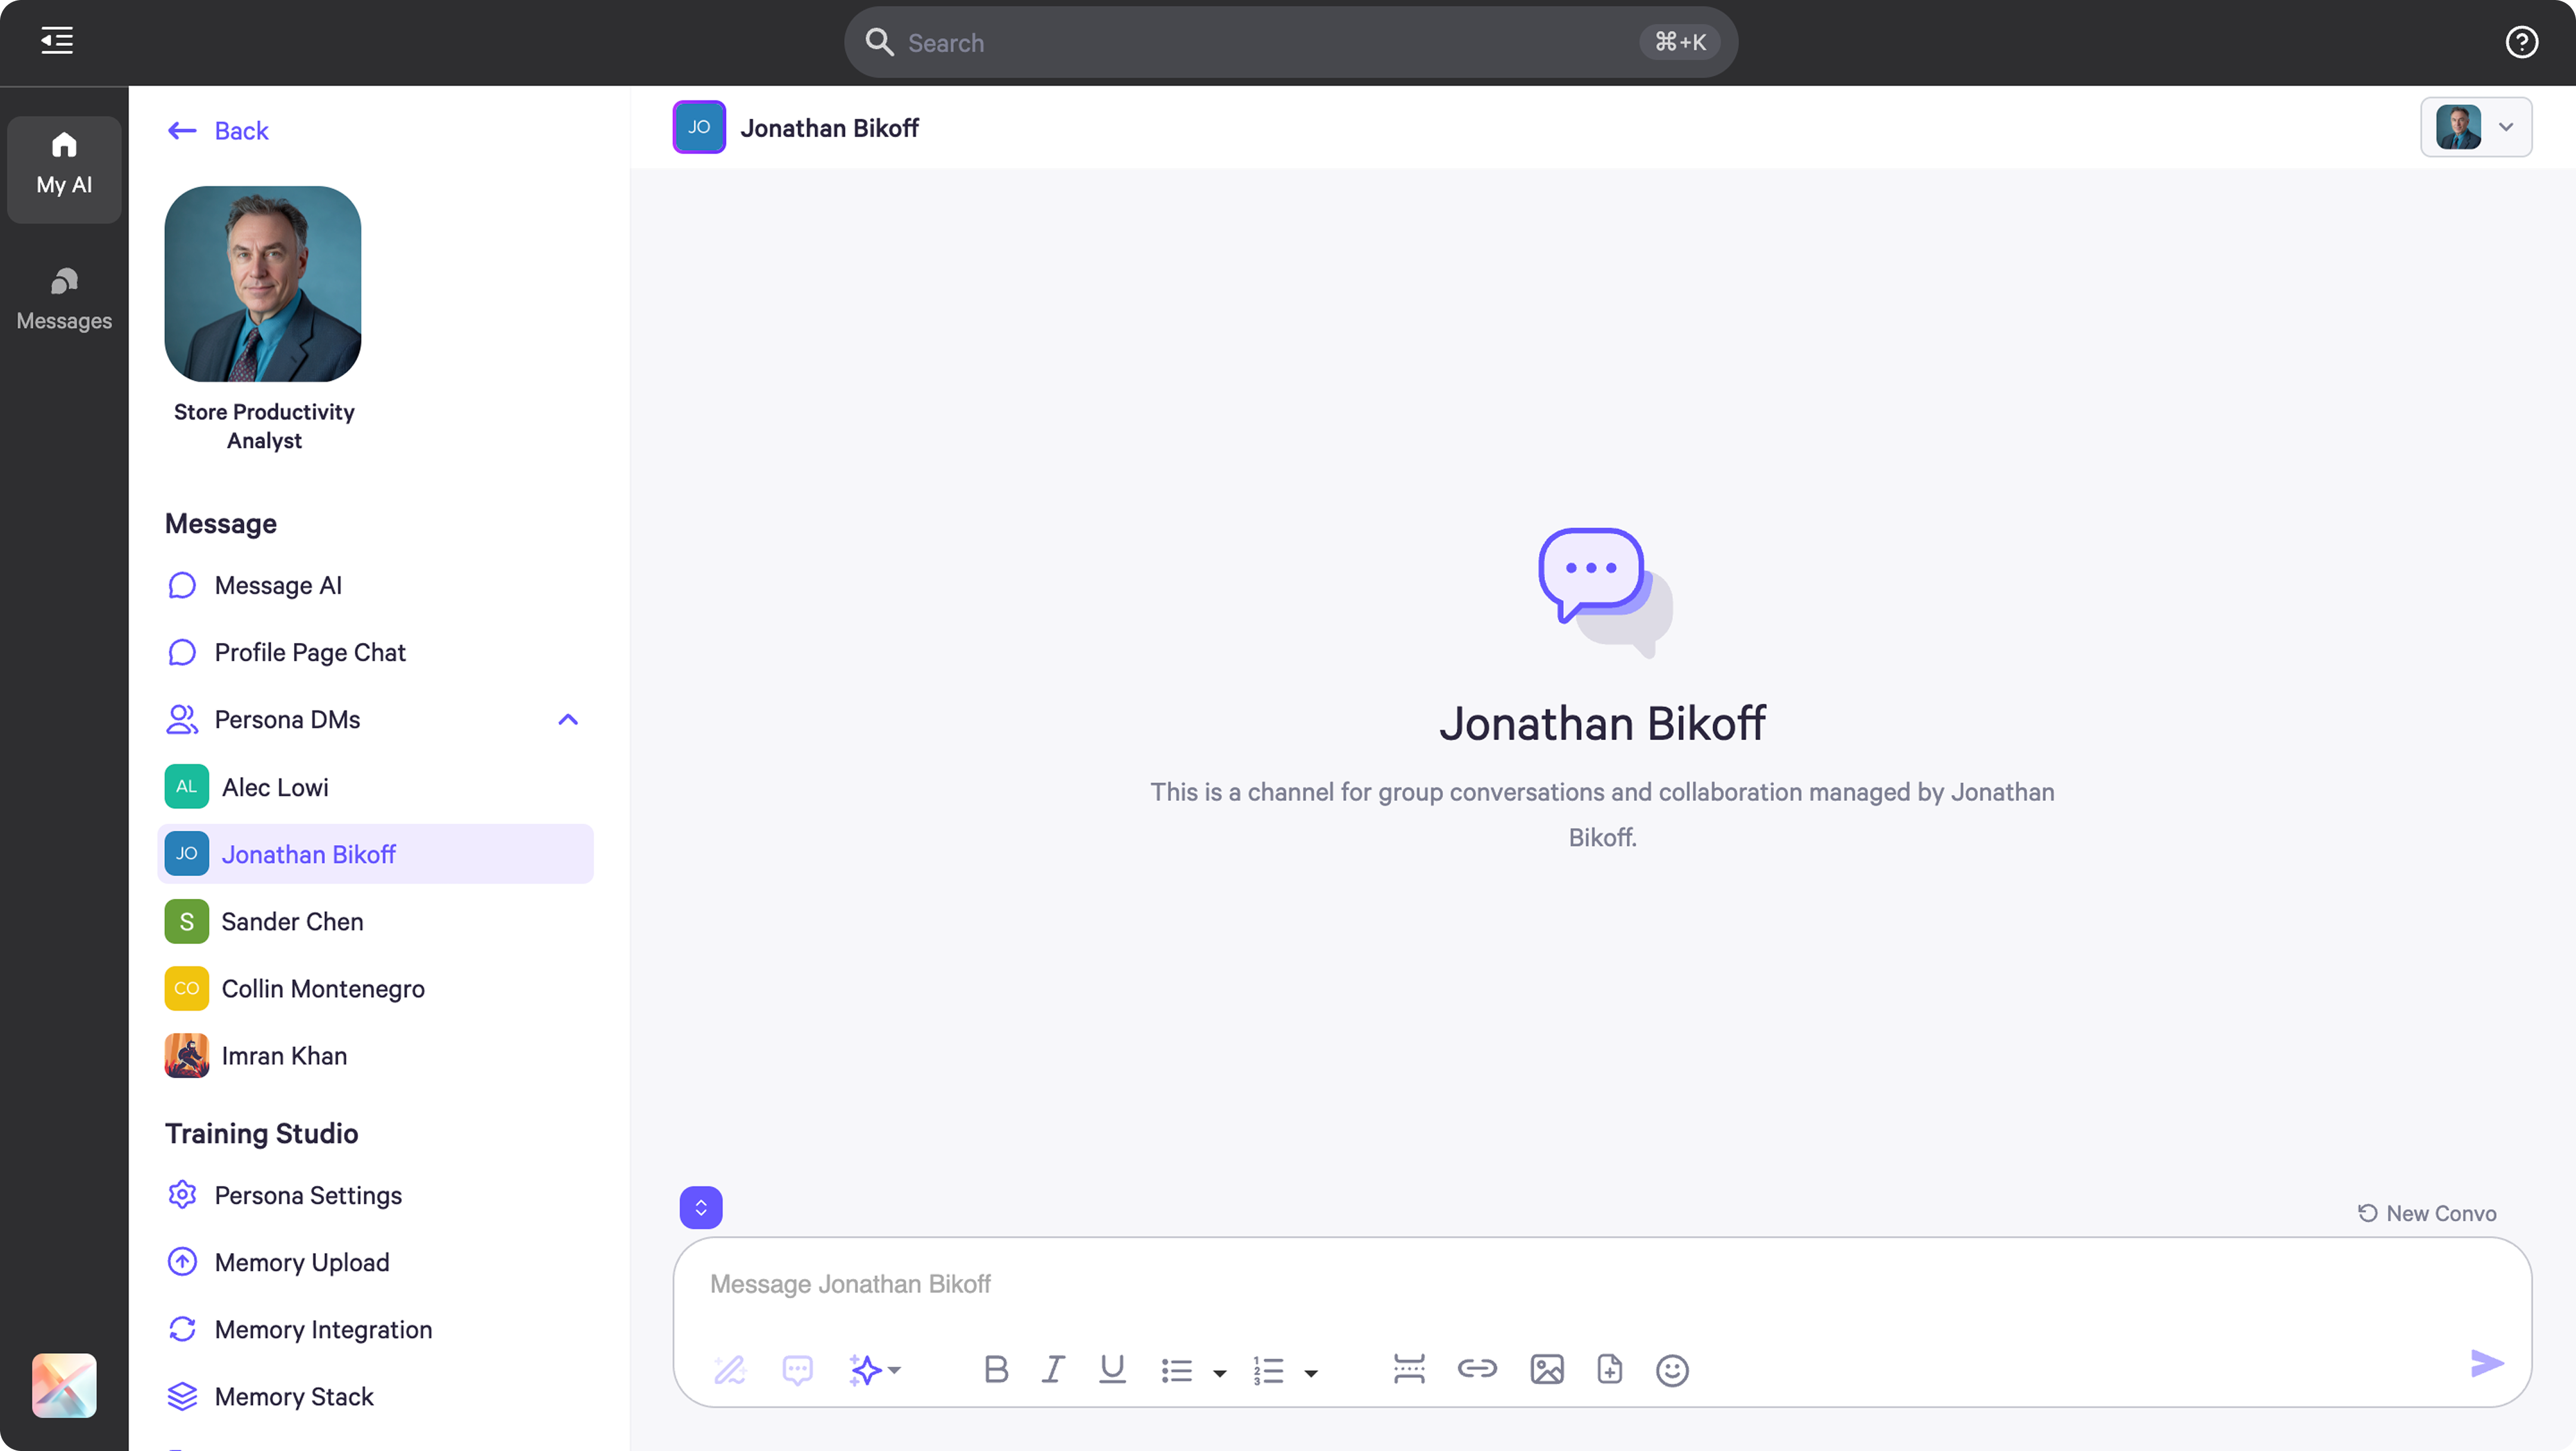 Search
⌘+K
My AI
Messages
Back
Store Productivity
Analyst
Message
Message AI
Profile Page Chat
Persona DMs
AL Alec Lowi
JO Jonathan Bikoff
S Sander Chen
CO Collin Montenegro
Imran Khan
Training Studio
Persona Settings
Memory Upload
Memory Integration
Memory Stack
JO Jonathan Bikoff
Jonathan Bikoff
This is a channel for group conversations and collaboration managed by Jonathan
Bikoff.
New Convo
Message Jonathan Bikoff